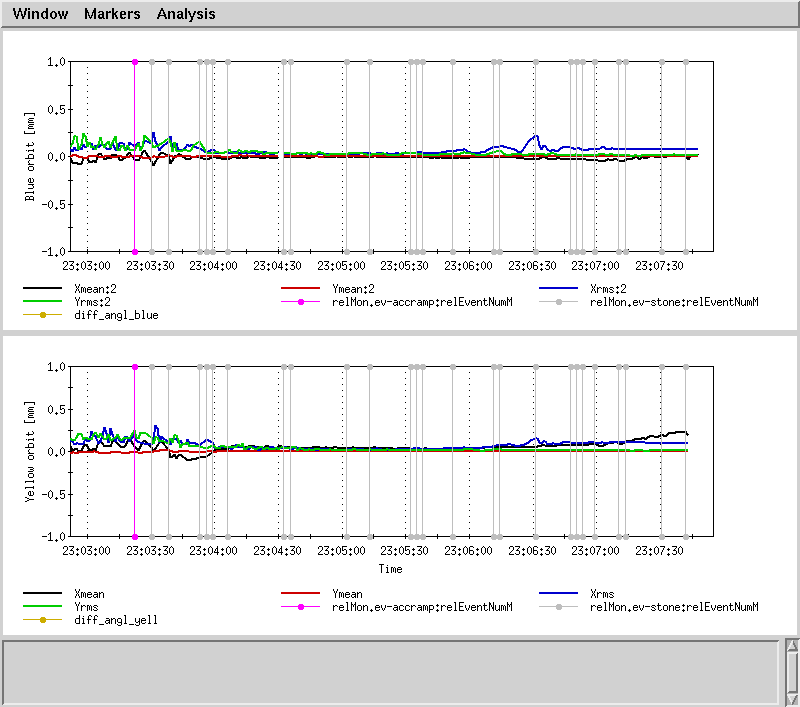 Window Markers Analysis
1.0
0.5
0.0
-0.5
-1.0
Blue orbit [mm]
23:03:00 23:03:30 23:04:00 23:04:30 23:05:00 23:05:30 23:06:00 23:06:30 23:07:00 23:07:30
Xmean:2 Ymean:2 Xrms:2
Yrms:2 relMon.ev-accramp:relEventNumM relMon.ev-stone:relEventNumM
diff_angl_blue
1.0
0.5
0.0
-0.5
-1.0
Yellow orbit [mm]
23:03:00 23:03:30 23:04:00 23:04:30 23:05:00 23:05:30 23:06:00 23:06:30 23:07:00 23:07:30
Time
Xmean Ymean Xrms
Yrms relMon.ev-accramp:relEventNumM relMon.ev-stone:relEventNumM
diff_angl_yell